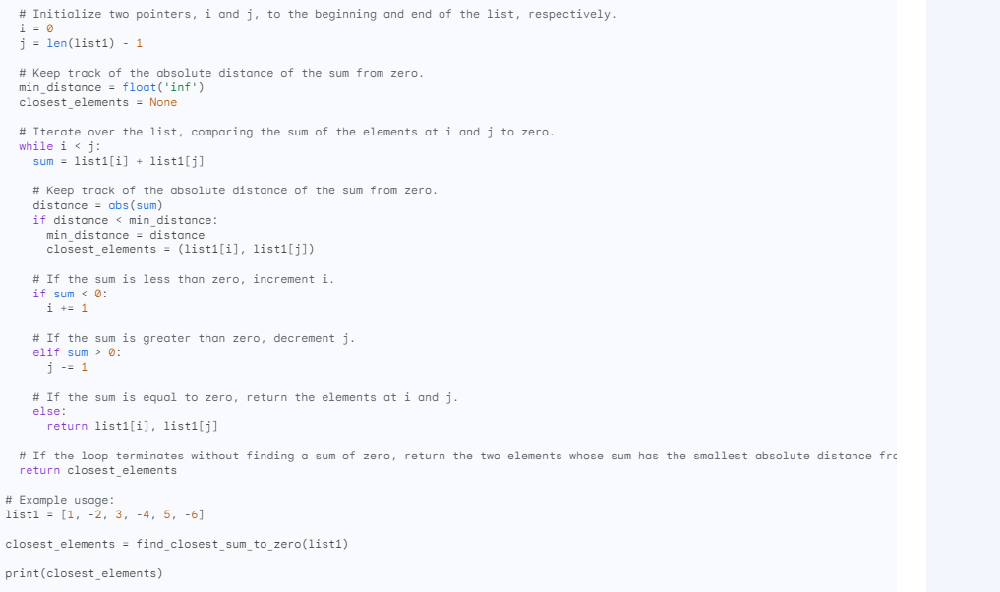 # Initialize two pointers, i and j, to the beginning and end of the list, respectively.
i = 0
j = len(list1) - 1
# Keep track of the absolute distance of the sum from zero.
min_distance = float('inf')
closest_elements = None
# Iterate over the list, comparing the sum of the elements at i and j to zero.
while i < j:
sum = list1[i] + list1[j]
# Keep track of the absolute distance of the sum from zero.
distance = abs(sum)
if distance < min_distance:
min_distance = distance
closest_elements = (list1[i], list1[j])
# If the sum is less than zero, increment i.
if sum < 0:
i += 1
# If the sum is greater than zero, decrement j.
elif sum > 0:
j -= 1
# If the sum is equal to zero, return the elements at i and j.
else:
return list1[i], list1[j]
# If the loop terminates without finding a sum of zero, return the two elements whose sum has the smallest absolute distance fro
return closest_elements
# Example usage:
list1 = [1, -2, 3, -4, 5, -6]
closest_elements = find_closest_sum_to_zero(list1)
print(closest_elements)